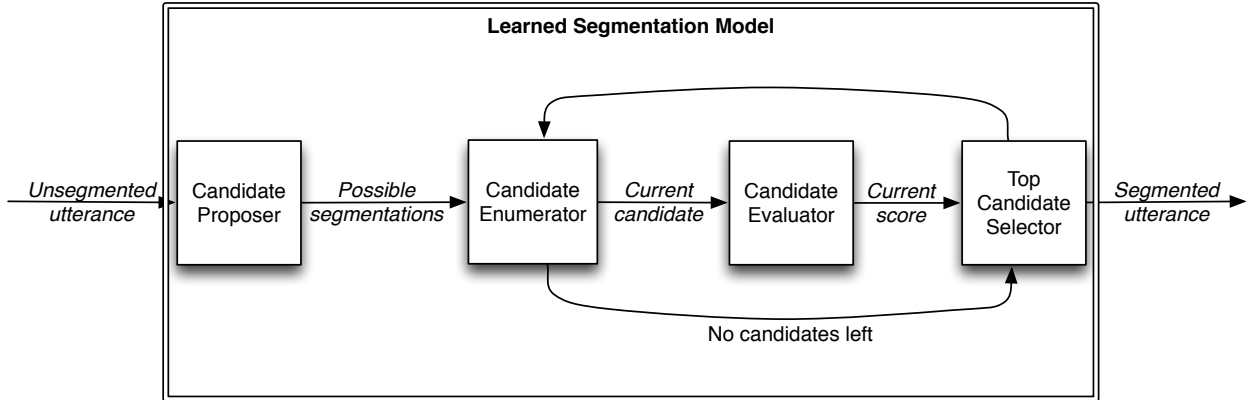 Learned Segmentation Model
Unsegmented
utterance
Candidate
Proposer
Possible
segmentations
Candidate
Enumerator
Current
candidate
Candidate
Evaluator
Current
score
Top
Candidate
Selector
Segmented
utterance
No candidates left